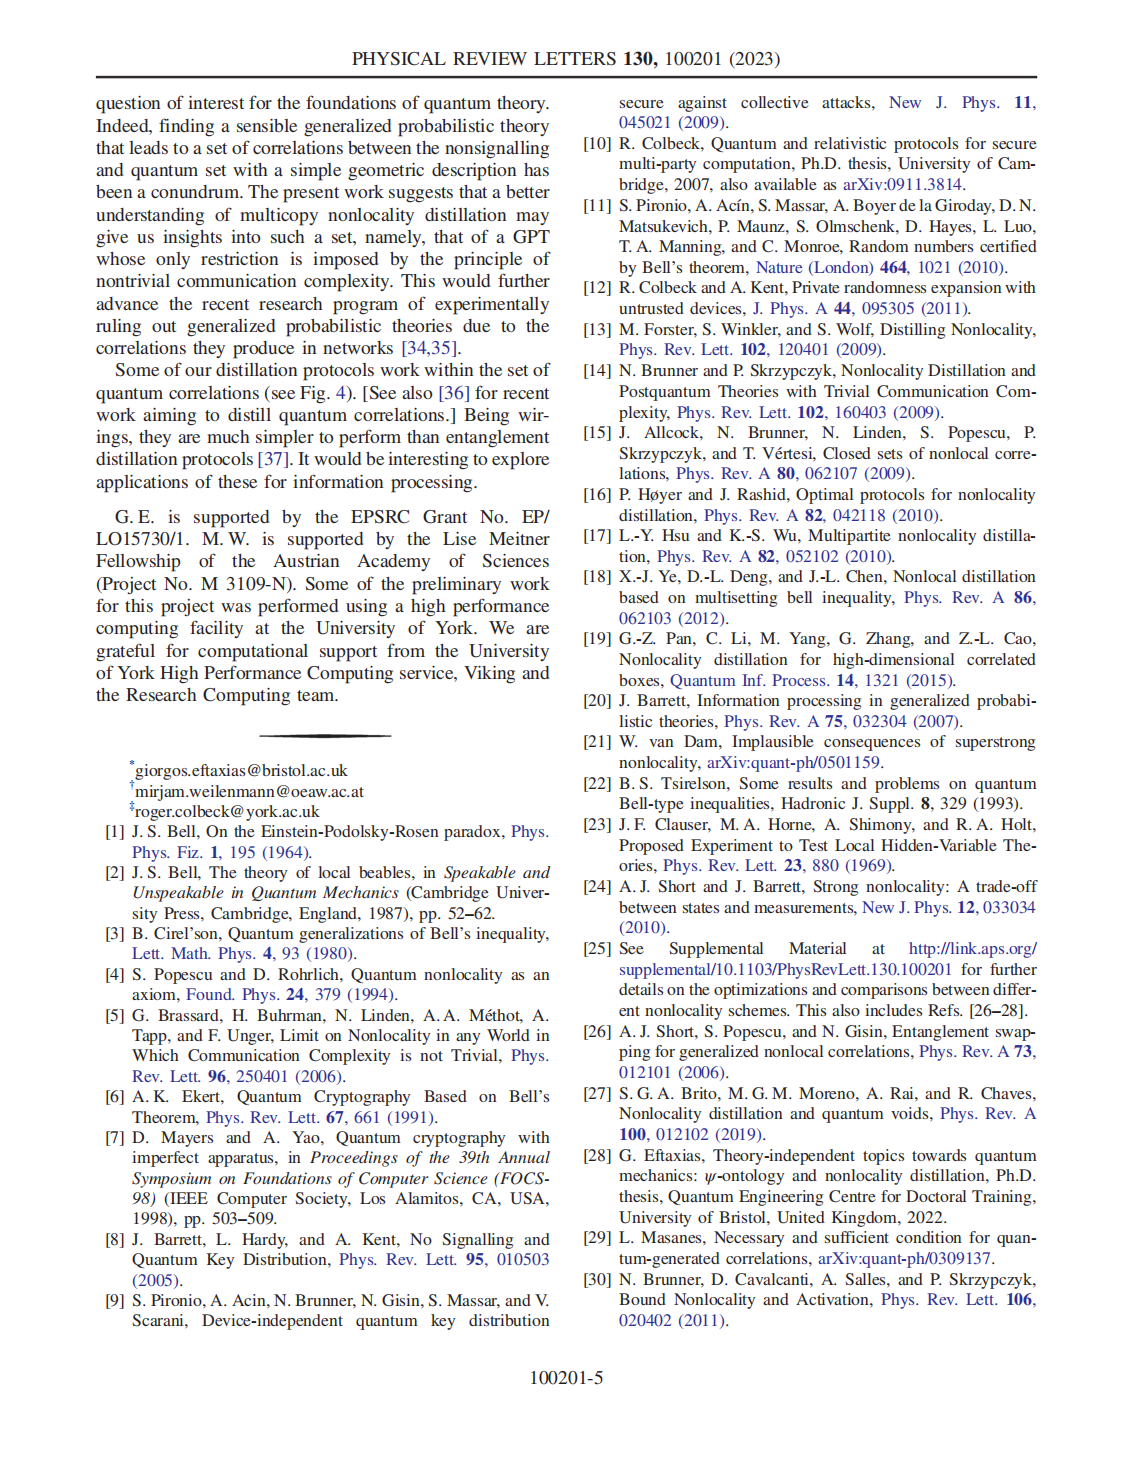 PHYSICAL REVIEW LETTERS 130, 100201 (2023)
question of interest for the foundations of quantum theory.
Indeed, finding a sensible generalized probabilistic theory
that leads to a set of correlations between the nonsignalling
and quantum set with a simple geometric description has
been a conundrum. The present work suggests that a better
understanding of multicopy nonlocality distillation may
give us insights into such a set, namely, that of a GPT
whose only restriction is imposed by the principle of
nontrivial communication complexity. This would further
advance the recent research program of experimentally
ruling out generalized probabilistic theories due to the
correlations they produce in networks [34,35].
Some of our distillation protocols work within the set of
quantum correlations (see Fig. 4). [See also [36] for recent
work aiming to distill quantum correlations.] Being wir-
ings, they are much simpler to perform than entanglement
distillation protocols [37]. It would be interesting to explore
applications of these for information processing.
G. E. is supported by the EPSRC Grant No. EP/
LO15730/1. M. W. is supported by the Lise Meitner
Fellowship of the Austrian Academy of Sciences
(Project No. M 3109-N). Some of the preliminary work
for this project was performed using a high performance
computing facility at the University of York. We are
grateful for computational support from the University
of York High Performance Computing service, Viking and
the Research Computing team.
*giorgos.eftaxias@bristol.ac.uk
†mirjam.weilenmann@oeaw.ac.at
‡roger.colbeck@york.ac.uk
[1] J. S. Bell, On the Einstein-Podolsky-Rosen paradox, Phys.
Phys. Fiz. 1, 195 (1964).
[2] J. S. Bell, The theory of local beables, in Speakable and
Unspeakable in Quantum Mechanics (Cambridge Univer-
sity Press, Cambridge, England, 1987), pp. 52–62.
[3] B. Cirel'son, Quantum generalizations of Bell's inequality,
Lett. Math. Phys. 4, 93 (1980).
[4] S. Popescu and D. Rohrlich, Quantum nonlocality as an
axiom, Found. Phys. 24, 379 (1994).
[5] G. Brassard, H. Buhrman, N. Linden, A. A. Méthot, A.
Tapp, and F. Unger, Limit on Nonlocality in any World in
Which Communication Complexity is not Trivial, Phys.
Rev. Lett. 96, 250401 (2006).
[6] A. K. Ekert, Quantum Cryptography Based on Bell's
Theorem, Phys. Rev. Lett. 67, 661 (1991).
[7] D. Mayers and A. Yao, Quantum cryptography with
imperfect apparatus, in Proceedings of the 39th Annual
Symposium on Foundations of Computer Science (FOCS-
98) (IEEE Computer Society, Los Alamitos, CA, USA,
1998), pp. 503–509.
[8] J. Barrett, L. Hardy, and A. Kent, No Signalling and
Quantum Key Distribution, Phys. Rev. Lett. 95, 010503
(2005).
[9] S. Pironio, A. Acin, N. Brunner, N. Gisin, S. Massar, and V.
Scarani, Device-independent quantum key distribution
secure against collective attacks, New J. Phys. 11,
045021 (2009).
[10] R. Colbeck, Quantum and relativistic protocols for secure
multi-party computation, Ph.D. thesis, University of Cam-
bridge, 2007, also available as arXiv:0911.3814.
[11] S. Pironio, A. Acín, S. Massar, A. Boyer de la Giroday, D. N.
Matsukevich, P. Maunz, S. Olmschenk, D. Hayes, L. Luo,
T. A. Manning, and C. Monroe, Random numbers certified
by Bell's theorem, Nature (London) 464, 1021 (2010).
[12] R. Colbeck and A. Kent, Private randomness expansion with
untrusted devices, J. Phys. A 44, 095305 (2011).
[13] M. Forster, S. Winkler, and S. Wolf, Distilling Nonlocality,
Phys. Rev. Lett. 102, 120401 (2009).
[14] N. Brunner and P. Skrzypczyk, Nonlocality Distillation and
Postquantum Theories with Trivial Communication Com-
plexity, Phys. Rev. Lett. 102, 160403 (2009).
[15] J. Allcock, N. Brunner, N. Linden, S. Popescu, P.
Skrzypczyk, and T. Vértesi, Closed sets of nonlocal corre-
lations, Phys. Rev. A 80, 062107 (2009).
[16] P. Høyer and J. Rashid, Optimal protocols for nonlocality
distillation, Phys. Rev. A 82, 042118 (2010).
[17] L.-Y. Hsu and K.-S. Wu, Multipartite nonlocality distilla-
tion, Phys. Rev. A 82, 052102 (2010).
[18] X.-J. Ye, D.-L. Deng, and J.-L. Chen, Nonlocal distillation
based on multisetting bell inequality, Phys. Rev. A 86,
062103 (2012).
[19] G.-Z. Pan, C. Li, M. Yang, G. Zhang, and Z.-L. Cao,
Nonlocality distillation for high-dimensional correlated
boxes, Quantum Inf. Process. 14, 1321 (2015).
[20] J. Barrett, Information processing in generalized probabi-
listic theories, Phys. Rev. A 75, 032304 (2007).
[21] W. van Dam, Implausible consequences of superstrong
nonlocality, arXiv:quant-ph/0501159.
[22] B. S. Tsirelson, Some results and problems on quantum
Bell-type inequalities, Hadronic J. Suppl. 8, 329 (1993).
[23] J. F. Clauser, M. A. Horne, A. Shimony, and R. A. Holt,
Proposed Experiment to Test Local Hidden-Variable The-
ories, Phys. Rev. Lett. 23, 880 (1969).
[24] A. J. Short and J. Barrett, Strong nonlocality: A trade-off
between states and measurements, New J. Phys. 12, 033034
(2010).
[25] See Supplemental Material at http://link.aps.org/
supplemental/10.1103/PhysRevLett.130.100201 for further
details on the optimizations and comparisons between differ-
ent nonlocality schemes. This also includes Refs. [26–28].
[26] A. J. Short, S. Popescu, and N. Gisin, Entanglement swap-
ping for generalized nonlocal correlations, Phys. Rev. A 73,
012101 (2006).
[27] S. G. A. Brito, M. G. M. Moreno, A. Rai, and R. Chaves,
Nonlocality distillation and quantum voids, Phys. Rev. A
100, 012102 (2019).
[28] G. Eftaxias, Theory-independent topics towards quantum
mechanics: ψ-ontology and nonlocality distillation, Ph.D.
thesis, Quantum Engineering Centre for Doctoral Training,
University of Bristol, United Kingdom, 2022.
[29] L. Masanes, Necessary and sufficient condition for quan-
tum-generated correlations, arXiv:quant-ph/0309137.
[30] N. Brunner, D. Cavalcanti, A. Salles, and P. Skrzypczyk,
Bound Nonlocality and Activation, Phys. Rev. Lett. 106,
020402 (2011).
100201-5